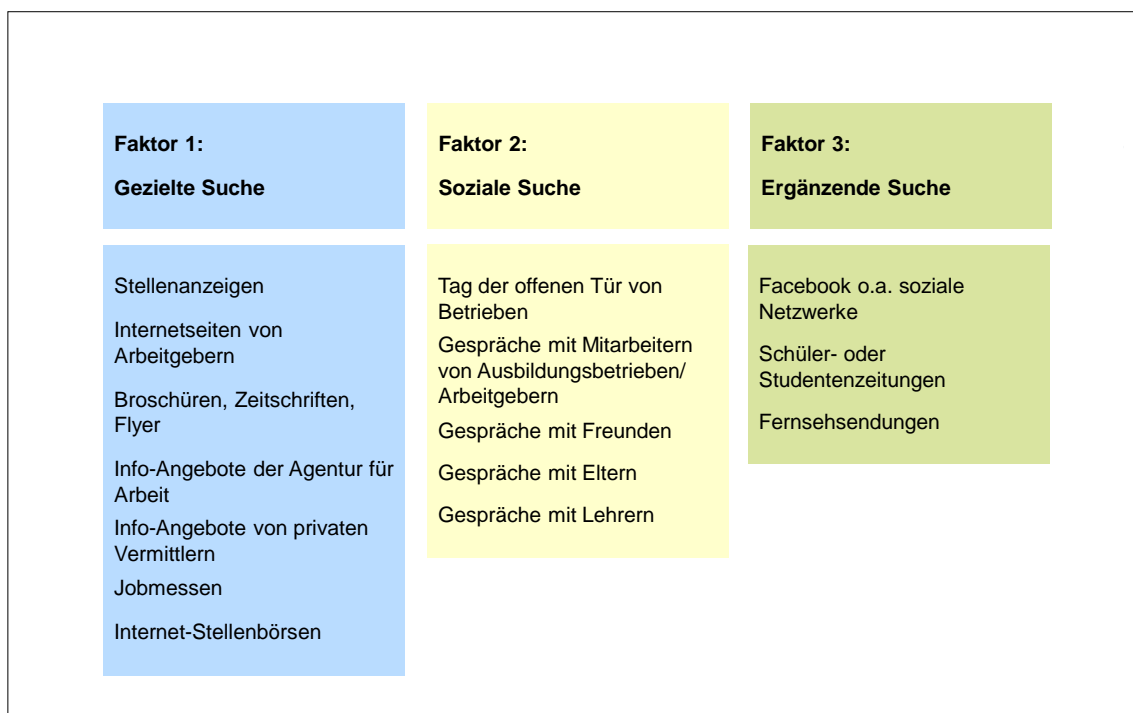 Faktor 1:
Gezielte Suche
Stellenanzeigen
Internetseiten von
Arbeitgebern
Broschüren, Zeitschriften,
Flyer
Info-Angebote der Agentur für
Arbeit
Info-Angebote von privaten
Vermittlern
Jobmessen
Internet-Stellenbörsen
Faktor 2:
Soziale Suche
Tag der offenen Tür von
Betrieben
Gespräche mit Mitarbeitern
von Ausbildungsbetrieben/
Arbeitgebern
Gespräche mit Freunden
Gespräche mit Eltern
Gespräche mit Lehrern
Faktor 3:
Ergänzende Suche
Facebook o.a. soziale
Netzwerke
Schüler- oder
Studentenzeitungen
Fernsehsendungen